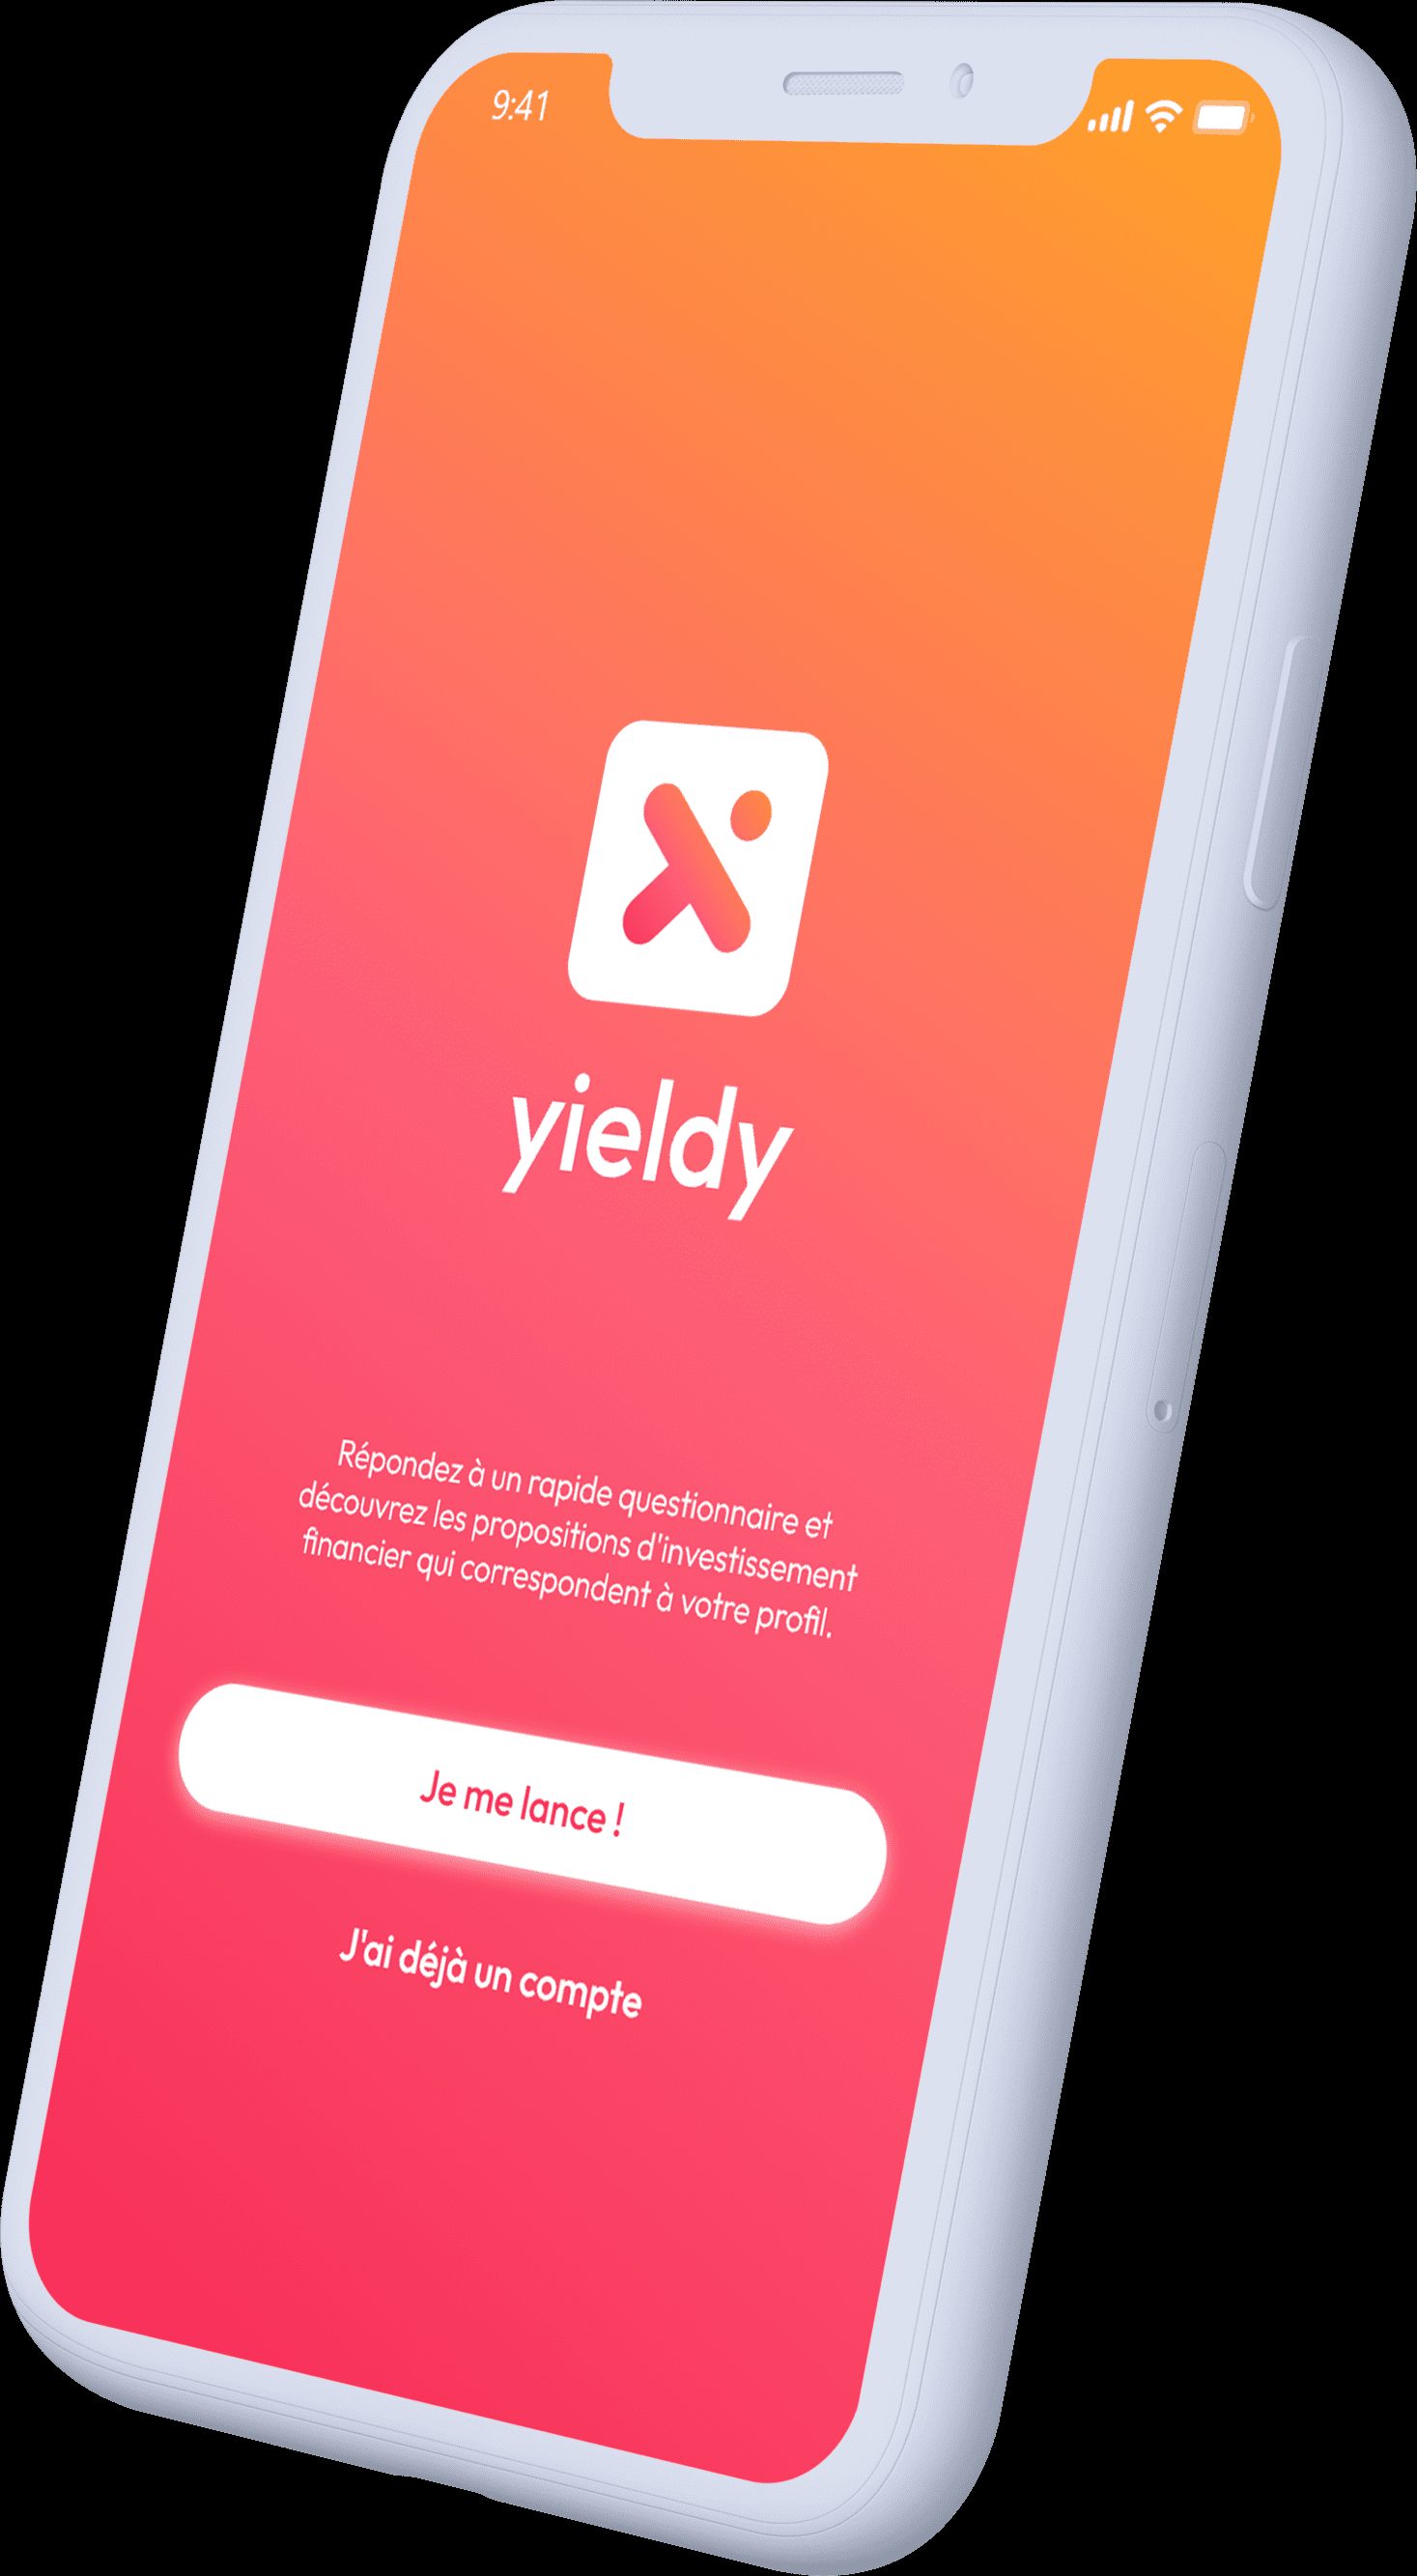 9:41
yieldy
Répondez à un rapide questionnaire et
découvrez les propositions d'investissement
financier qui correspondent à votre profil.
Je me lance !
J'ai déjà un compte